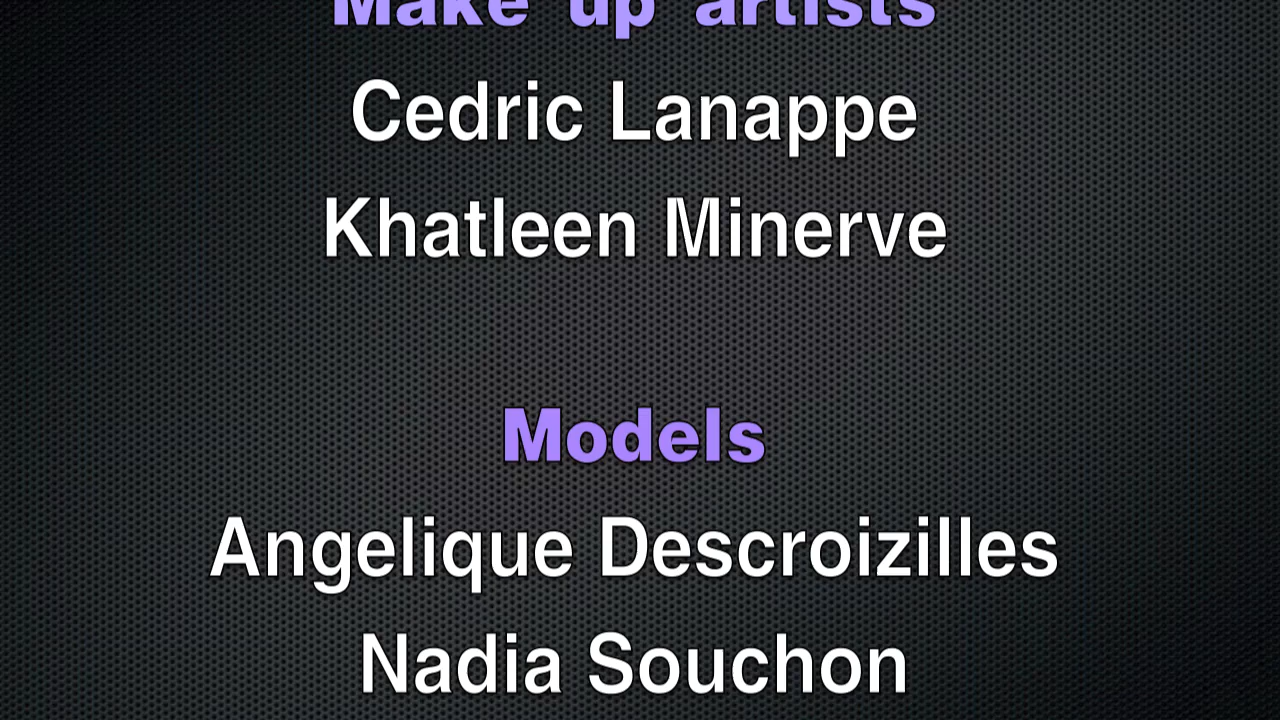 Make up artists
Cedric Lanappe
Khatleen Minerve
Models
Angelique Descroizilles
Nadia Souchon